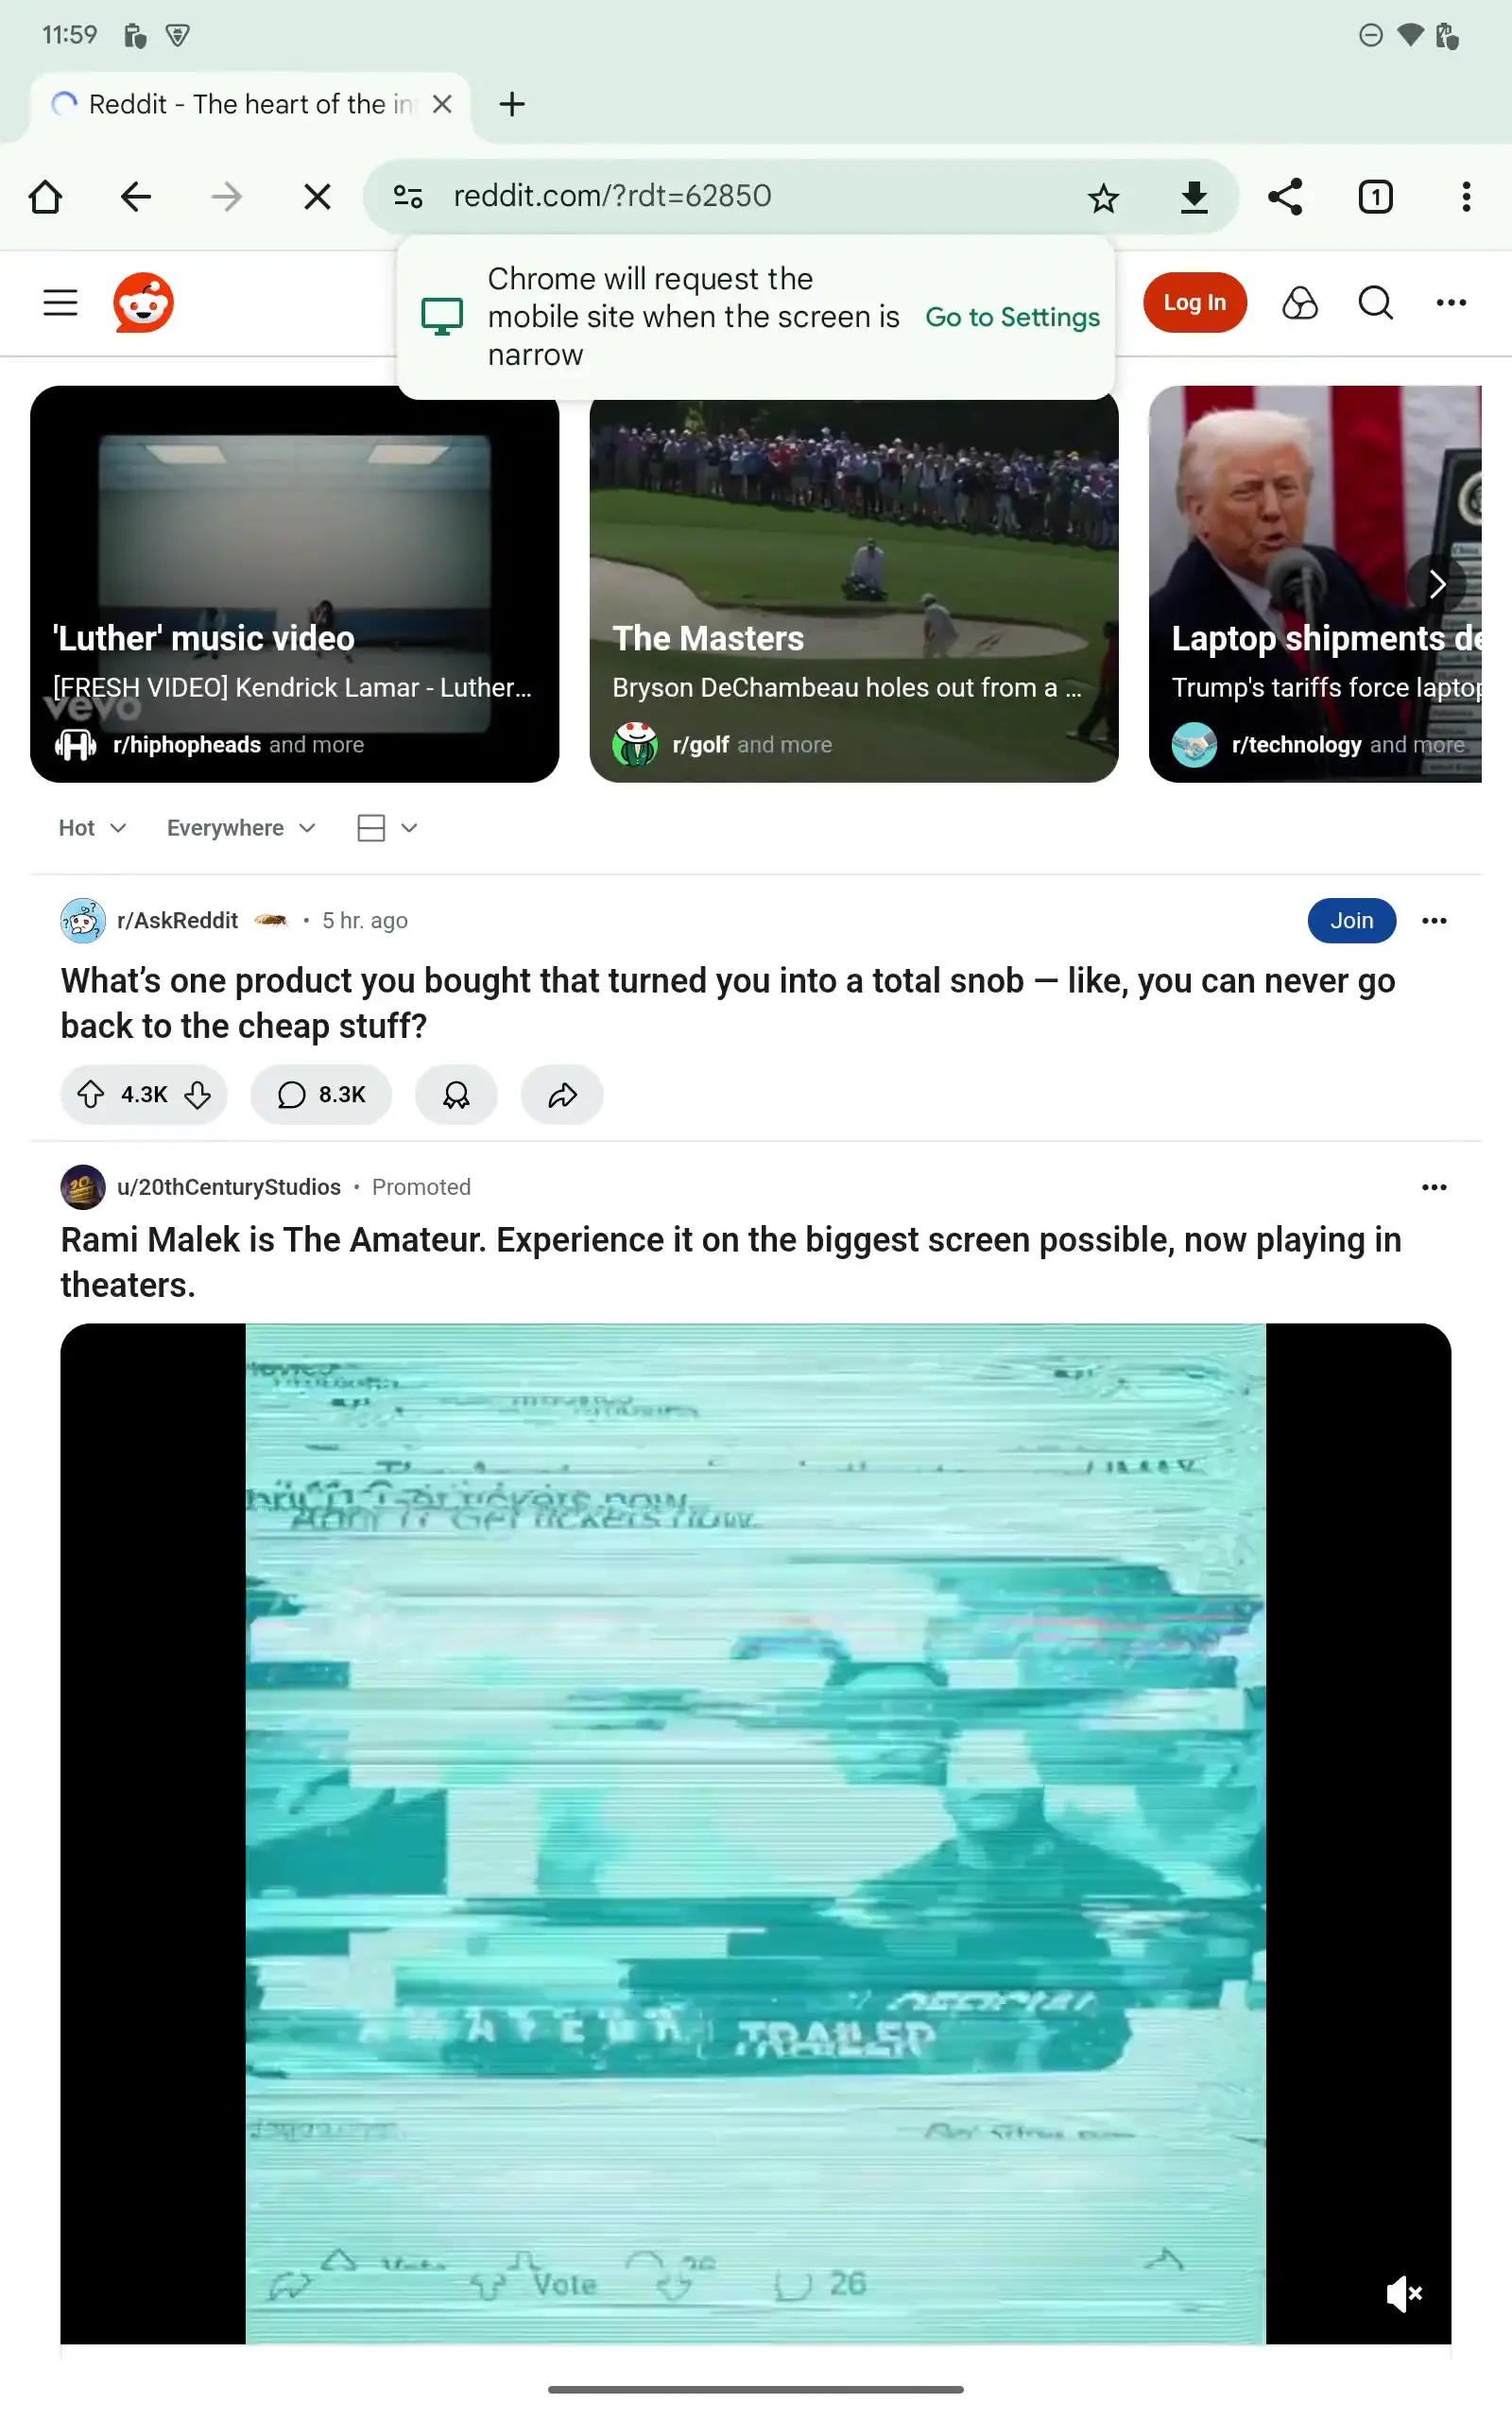 11:59
Reddit - The heart of the in
reddit.com/?rdt=62850
1
Chrome will request the
mobile site when the screen is
narrow
Go to Settings
Log In
'Luther' music video
[FRESH VIDEO] Kendrick Lamar - Luther...
vevo
r/hiphopheads and more
The Masters
Bryson DeChambeau holes out from a ...
r/golf and more
Laptop shipments de
Trump's tariffs force laptop
r/technology and more
Hot
Everywhere
r/AskReddit • 5 hr. ago
Join
What’s one product you bought that turned you into a total snob — like, you can never go
back to the cheap stuff?
4.3K
8.3K
u/20thCenturyStudios • Promoted
Rami Malek is The Amateur. Experience it on the biggest screen possible, now playing in
theaters.
tickets now.
OFFICIAL
AMATEUR TRAILER
Vote
26